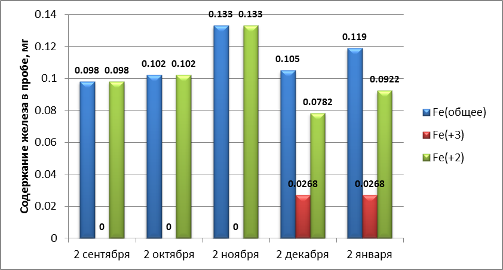 Содержание железа в пробе, мг
0.14
0.12
0.1
0.08
0.06
0.04
0.02
0
0.098
0
0.098
0.102
0
0.102
0.133
0
0.133
0.105
0.0268
0.0782
0.119
0.0268
0.0922
2 сентября
2 октября
2 ноября
2 декабря
2 января
Fe(общее)
Fe(+3)
Fe(+2)